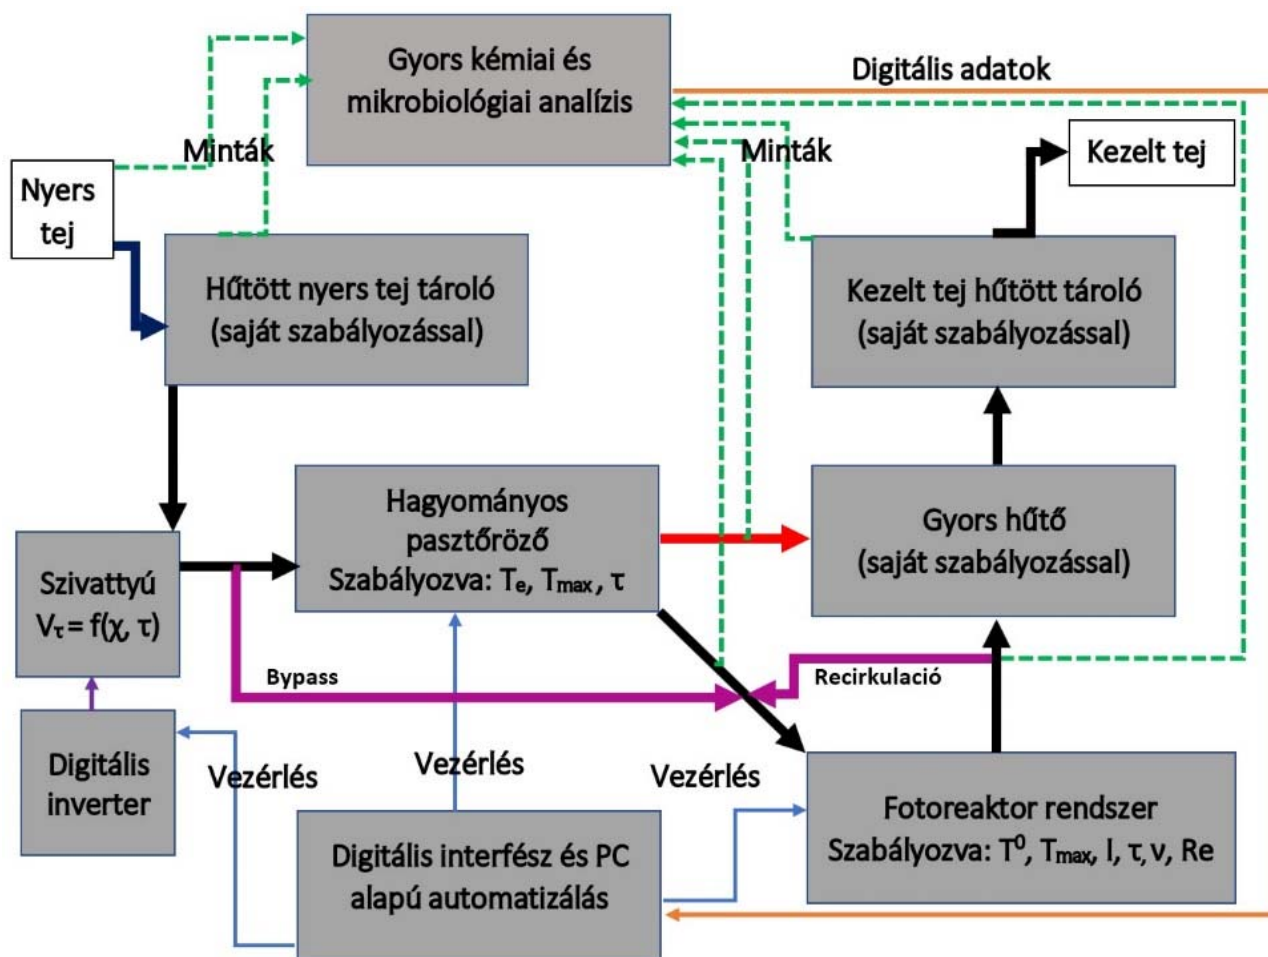 Gyors kémiai és
mikrobiológiai analízis
Digitális adatok
Minták
Minták
Kezelt tej
Nyers
tej
Hűtött nyers tej tároló
(saját szabályozással)
Kezelt tej hűtött tároló
(saját szabályozással)
Hagyományos
pasztőröző
Szabályozva: Tₑ, Tₘₐₓ, τ
Gyors hűtő
(saját szabályozással)
Szivattyú
V_τ = f(χ, τ)
Bypass
Recirkulació
Digitális
inverter
Vezérlés
Vezérlés
Vezérlés
Digitális interfész és PC
alapú automatizálás
Fotoreaktor rendszer
Szabályozva: T⁰, Tₘₐₓ, I, τ, ν, Re